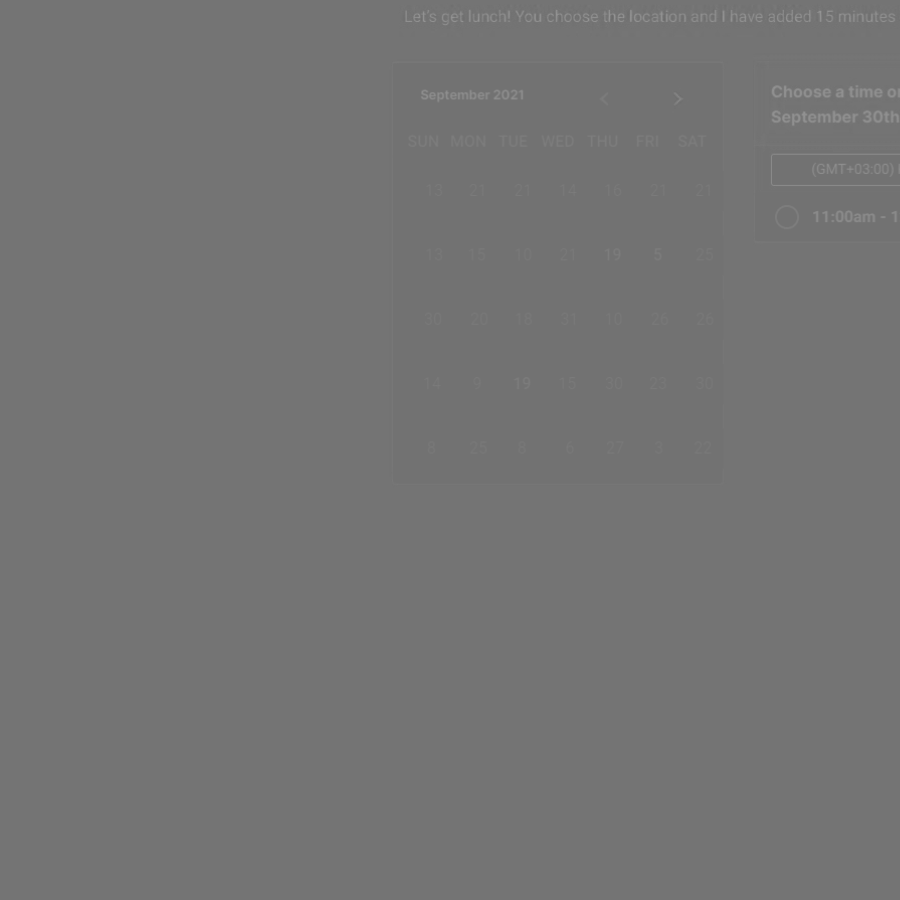 Let's get lunch! You choose the location and I have added 15 minutes
September 2021
SUN MON TUE WED THU FRI SAT
13 21 21 14 16 21 21
13 15 10 21 19 5 25
30 20 18 31 10 26 26
14 9 19 15 30 23 30
8 25 8 6 27 3 22
Choose a time
September 30th
(GMT+03:00)
11:00am -